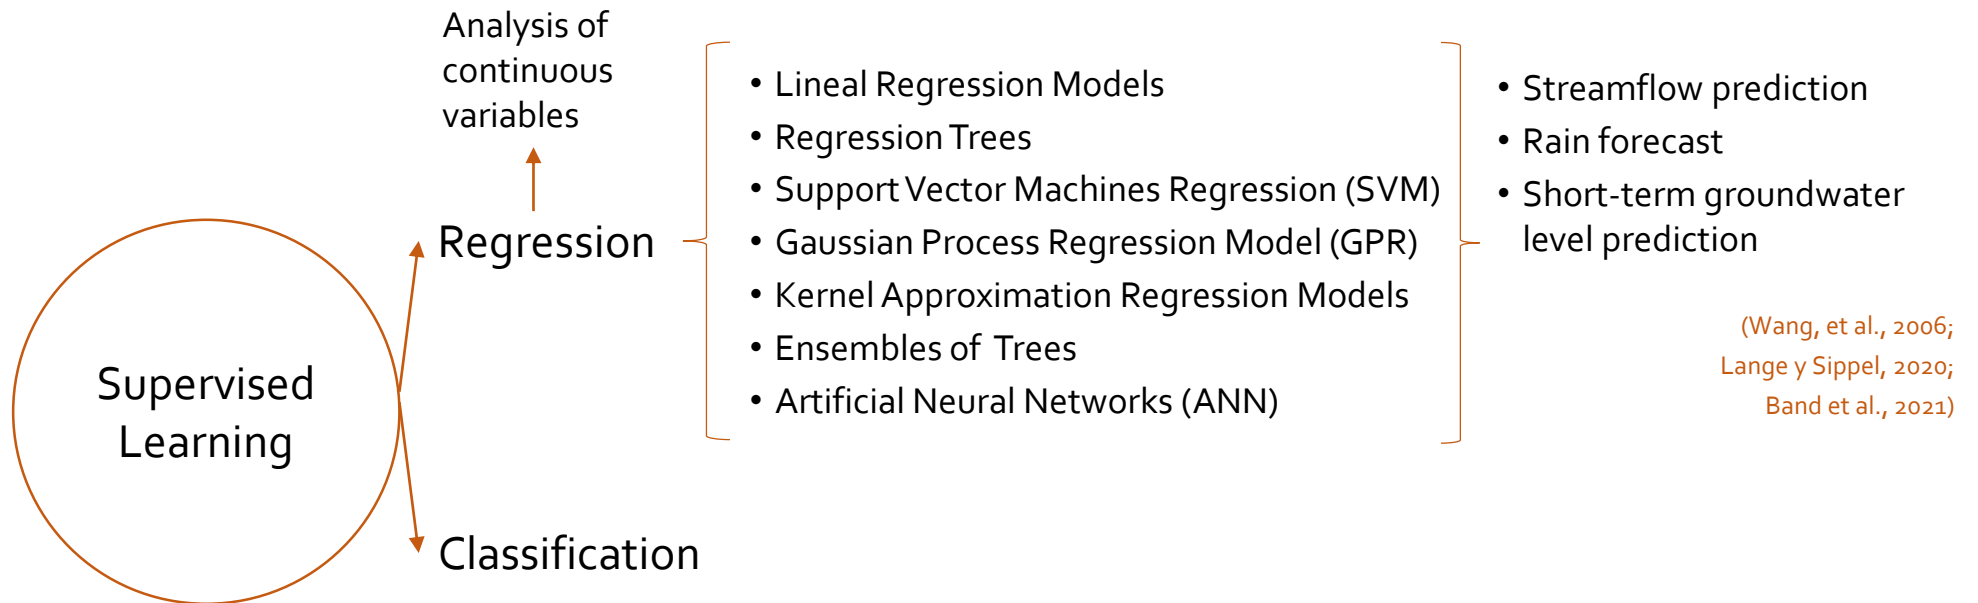 Supervised
Learning
Analysis of
continuous
variables
Regression
Classification
• Lineal Regression Models
• Regression Trees
• Support Vector Machines Regression (SVM)
• Gaussian Process Regression Model (GPR)
• Kernel Approximation Regression Models
• Ensembles of Trees
• Artificial Neural Networks (ANN)
• Streamflow prediction
• Rain forecast
• Short-term groundwater
level prediction
(Wang, et al., 2006;
Lange y Sippel, 2020;
Band et al., 2021)